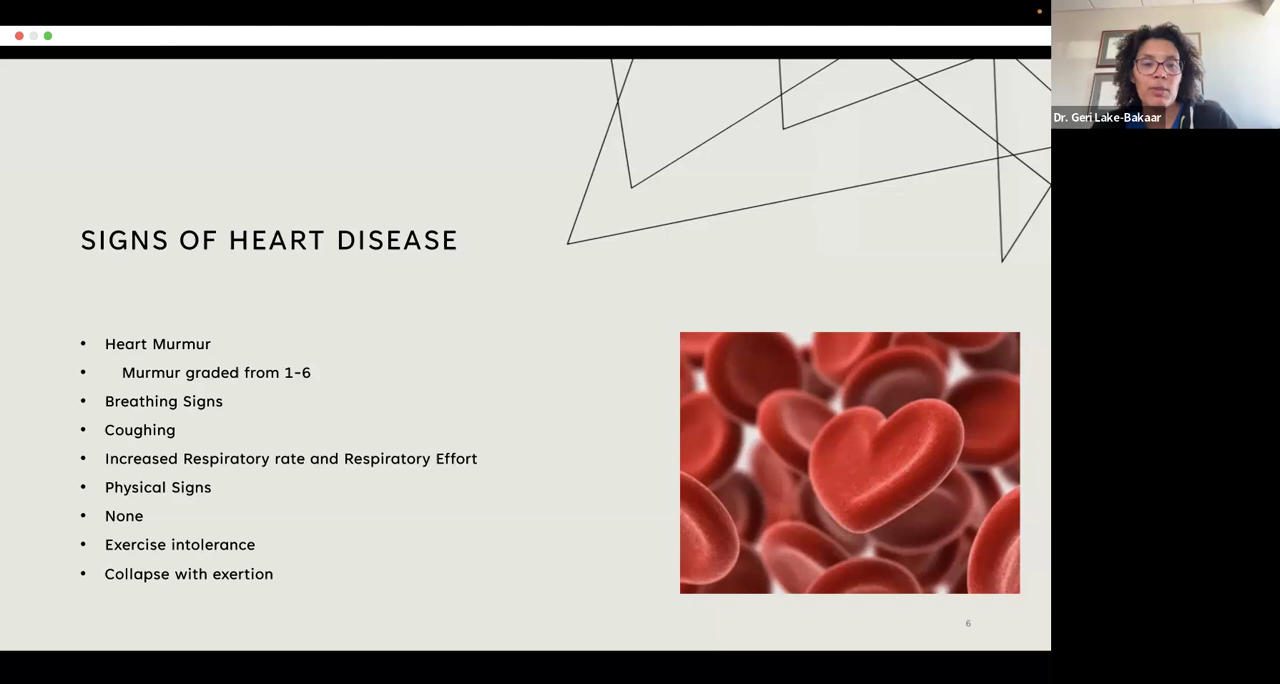 Dr. Geri Lake-Bakaar
SIGNS OF HEART DISEASE
• Heart Murmur
• Murmur graded from 1-6
• Breathing Signs
• Coughing
• Increased Respiratory rate and Respiratory Effort
• Physical Signs
• None
• Exercise intolerance
• Collapse with exertion
6